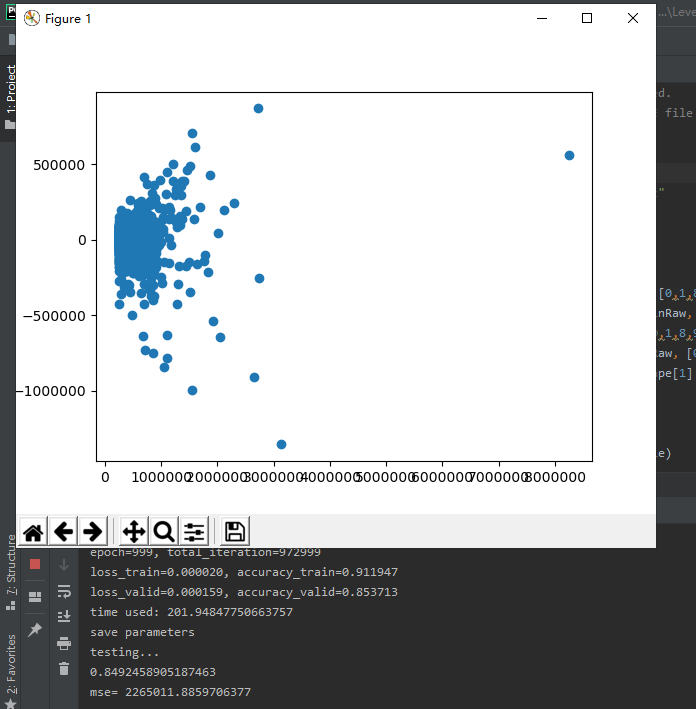 Figure 1
...\Leve
1: Project
ed.
file
500000
0
−500000
−1000000
0 1000000 2000000 3000000 4000000 5000000 6000000 7000000 8000000
"
[0,1,8
nRaw,
,1,8,9
aw, [0
pe[1]
e)
7: Structure
2: Favorites
epoch=999, total_iteration=972999
loss_train=0.000020, accuracy_train=0.911947
loss_valid=0.000159, accuracy_valid=0.853713
time used: 201.94847750663757
save parameters
testing...
0.8492458905187463
mse= 2265011.8859706377